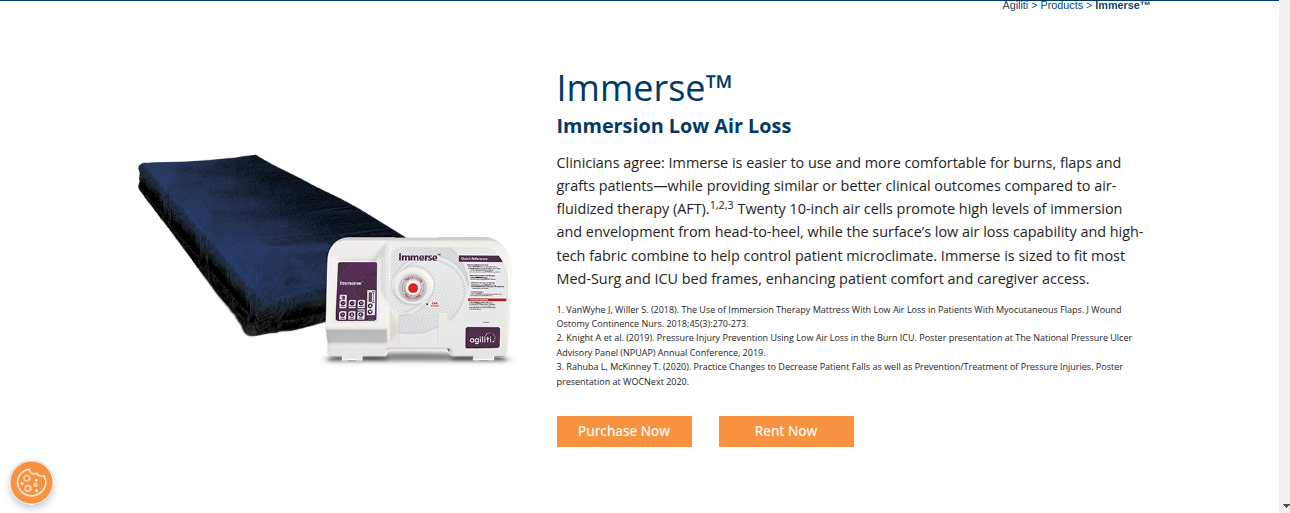 Agiliti > Products > Immerse™
Immerse™
Immersion Low Air Loss
Clinicians agree: Immerse is easier to use and more comfortable for burns, flaps and
grafts patients—while providing similar or better clinical outcomes compared to air-
fluidized therapy (AFT).1,2,3 Twenty 10-inch air cells promote high levels of immersion
and envelopment from head-to-heel, while the surface's low air loss capability and high-
tech fabric combine to help control patient microclimate. Immerse is sized to fit most
Med-Surg and ICU bed frames, enhancing patient comfort and caregiver access.
1. VanWyhe J, Willer S. (2018). The Use of Immersion Therapy Mattress With Low Air Loss in Patients With Myocutaneous Flaps. J Wound
Ostomy Continence Nurs. 2018;45(3):270-273.
2. Knight A et al. (2019). Pressure Injury Prevention Using Low Air Loss in the Burn ICU. Poster presentation at The National Pressure Ulcer
Advisory Panel (NPUAP) Annual Conference, 2019.
3. Rahuba L, McKinney T. (2020). Practice Changes to Decrease Patient Falls as well as Prevention/Treatment of Pressure Injuries. Poster
presentation at WOCNext 2020.
Purchase Now
Rent Now
Immerse™
Quick Reference
Immerse™
agiliti